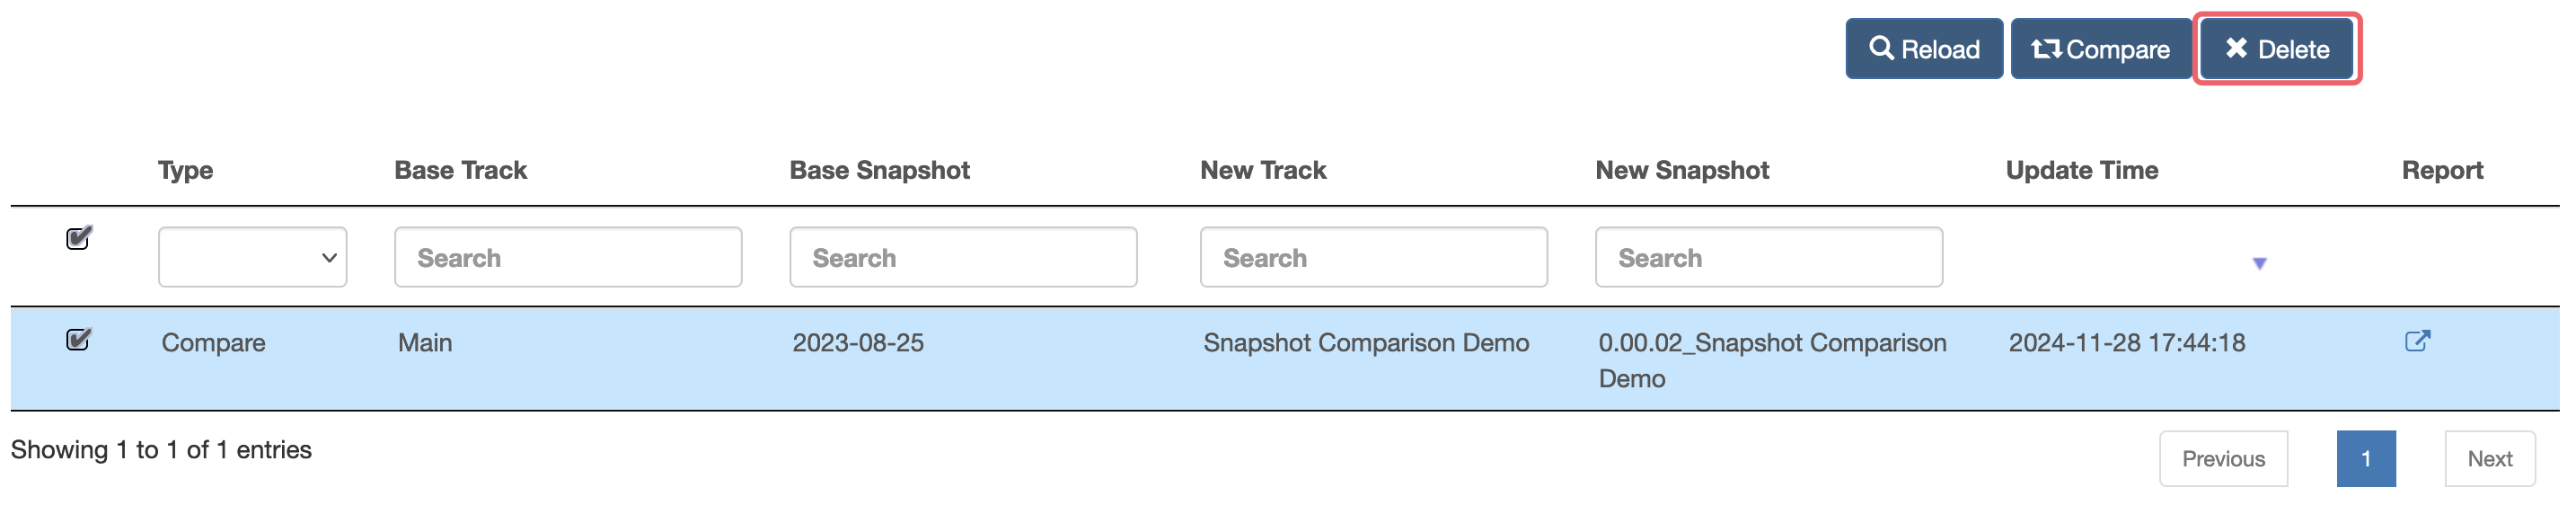 Reload Compare Delete
Type Base Track Base Snapshot New Track New Snapshot Update Time Report
Search Search Search Search
Compare Main 2023-08-25 Snapshot Comparison Demo 0.00.02_Snapshot Comparison 2024-11-28 17:44:18
Demo
Showing 1 to 1 of 1 entries Previous 1 Next